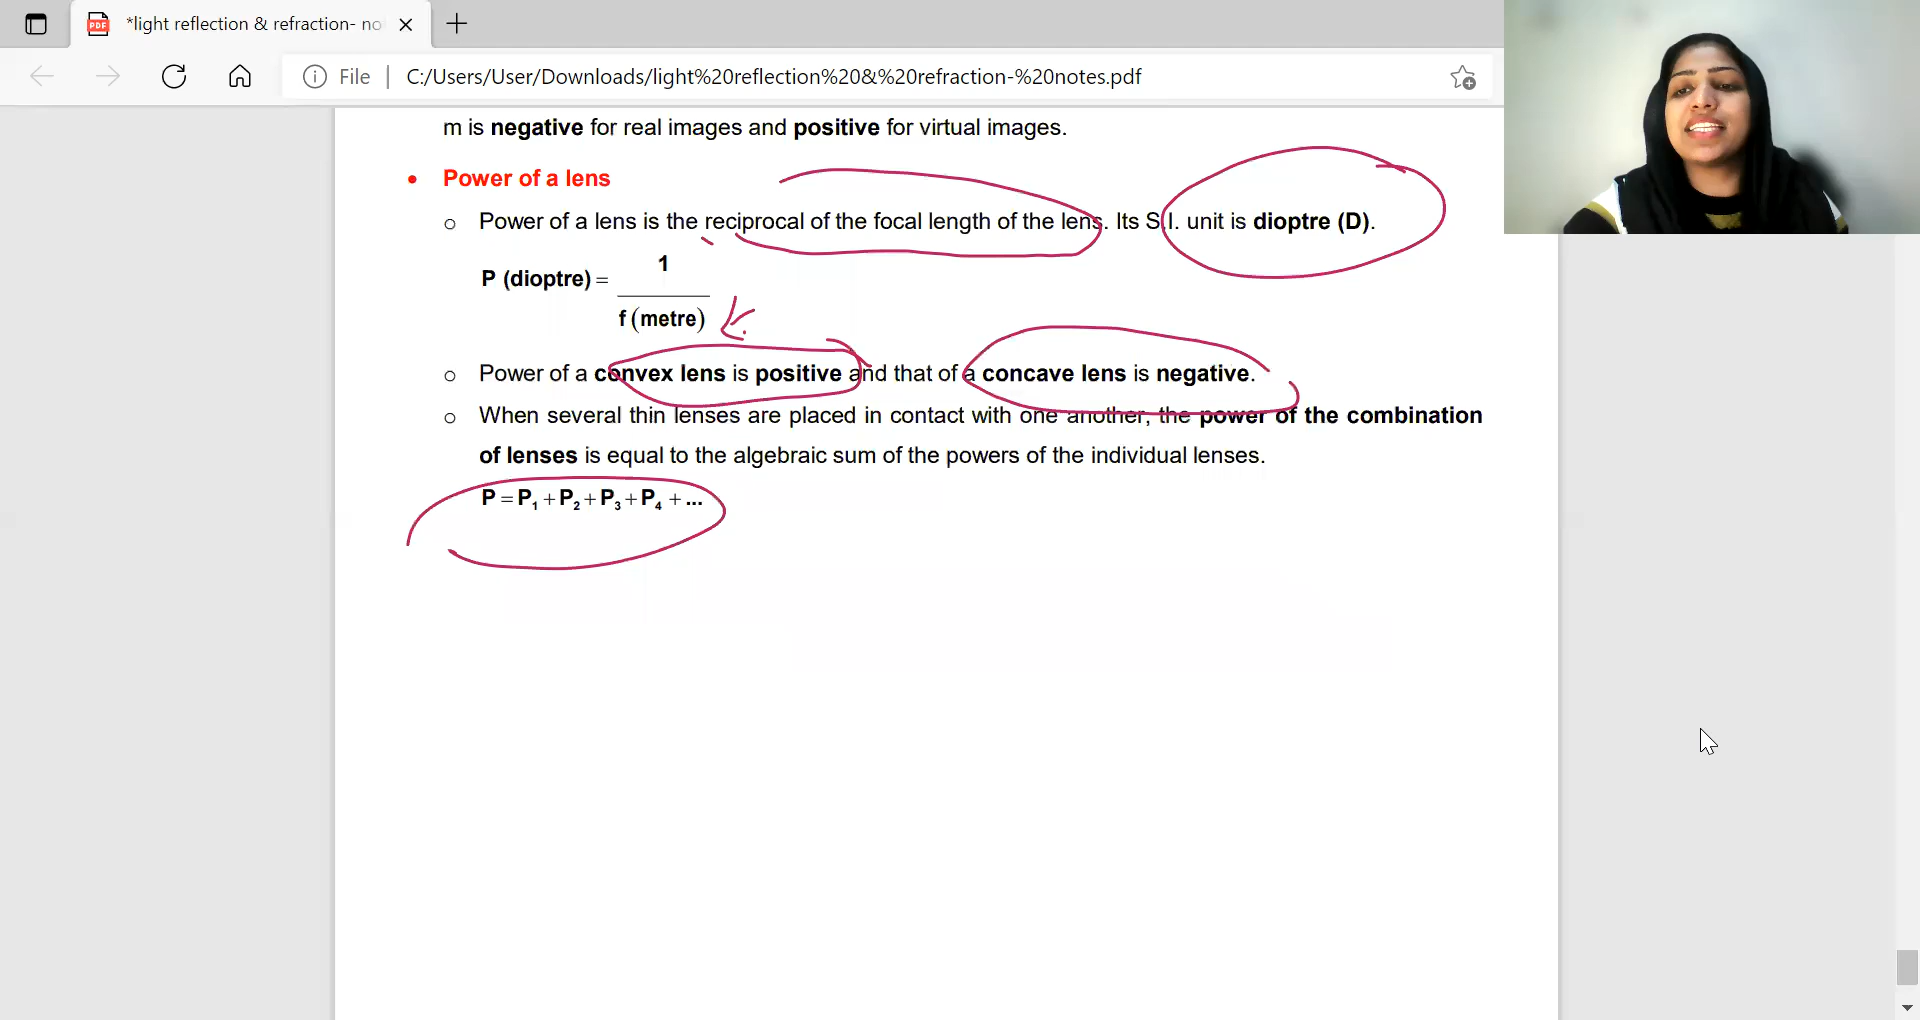 *light reflection & refraction- no
File | C:/Users/User/Downloads/light%20reflection%20&%20refraction-%20notes.pdf
m is negative for real images and positive for virtual images.
• Power of a lens
o Power of a lens is the reciprocal of the focal length of the lens. Its S.I. unit is dioptre (D).
P (dioptre) = 1
f (metre)
o Power of a convex lens is positive and that of a concave lens is negative.
o When several thin lenses are placed in contact with one another, the power of the combination
of lenses is equal to the algebraic sum of the powers of the individual lenses.
P = P₁ + P₂ + P₃ + P₄ + ...